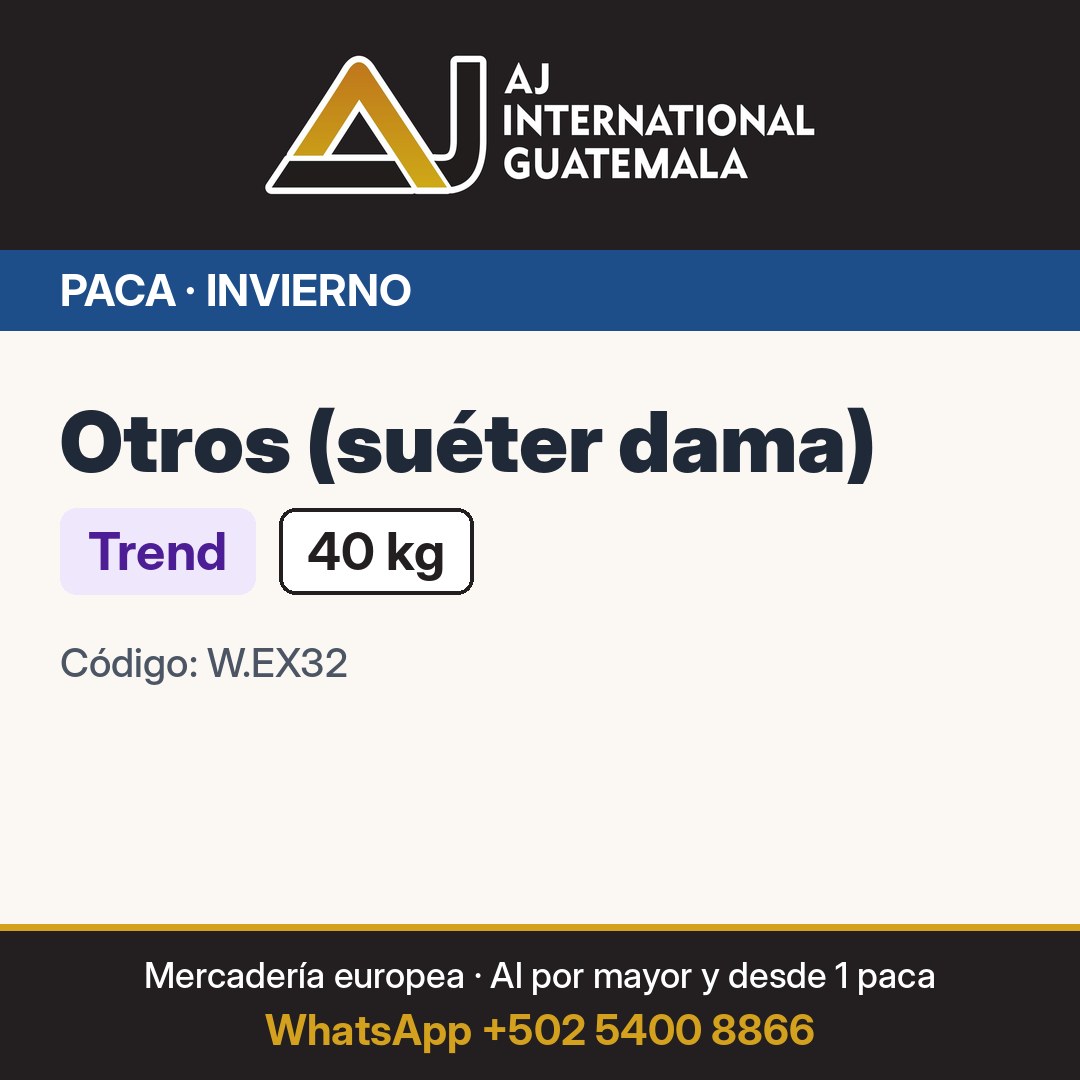 AJ
AJ
INTERNATIONAL
GUATEMALA
PACA · INVIERNO
Otros (suéter dama)
Trend
40 kg
Código: W.EX32
Mercadería europea · Al por mayor y desde 1 paca
WhatsApp +502 5400 8866